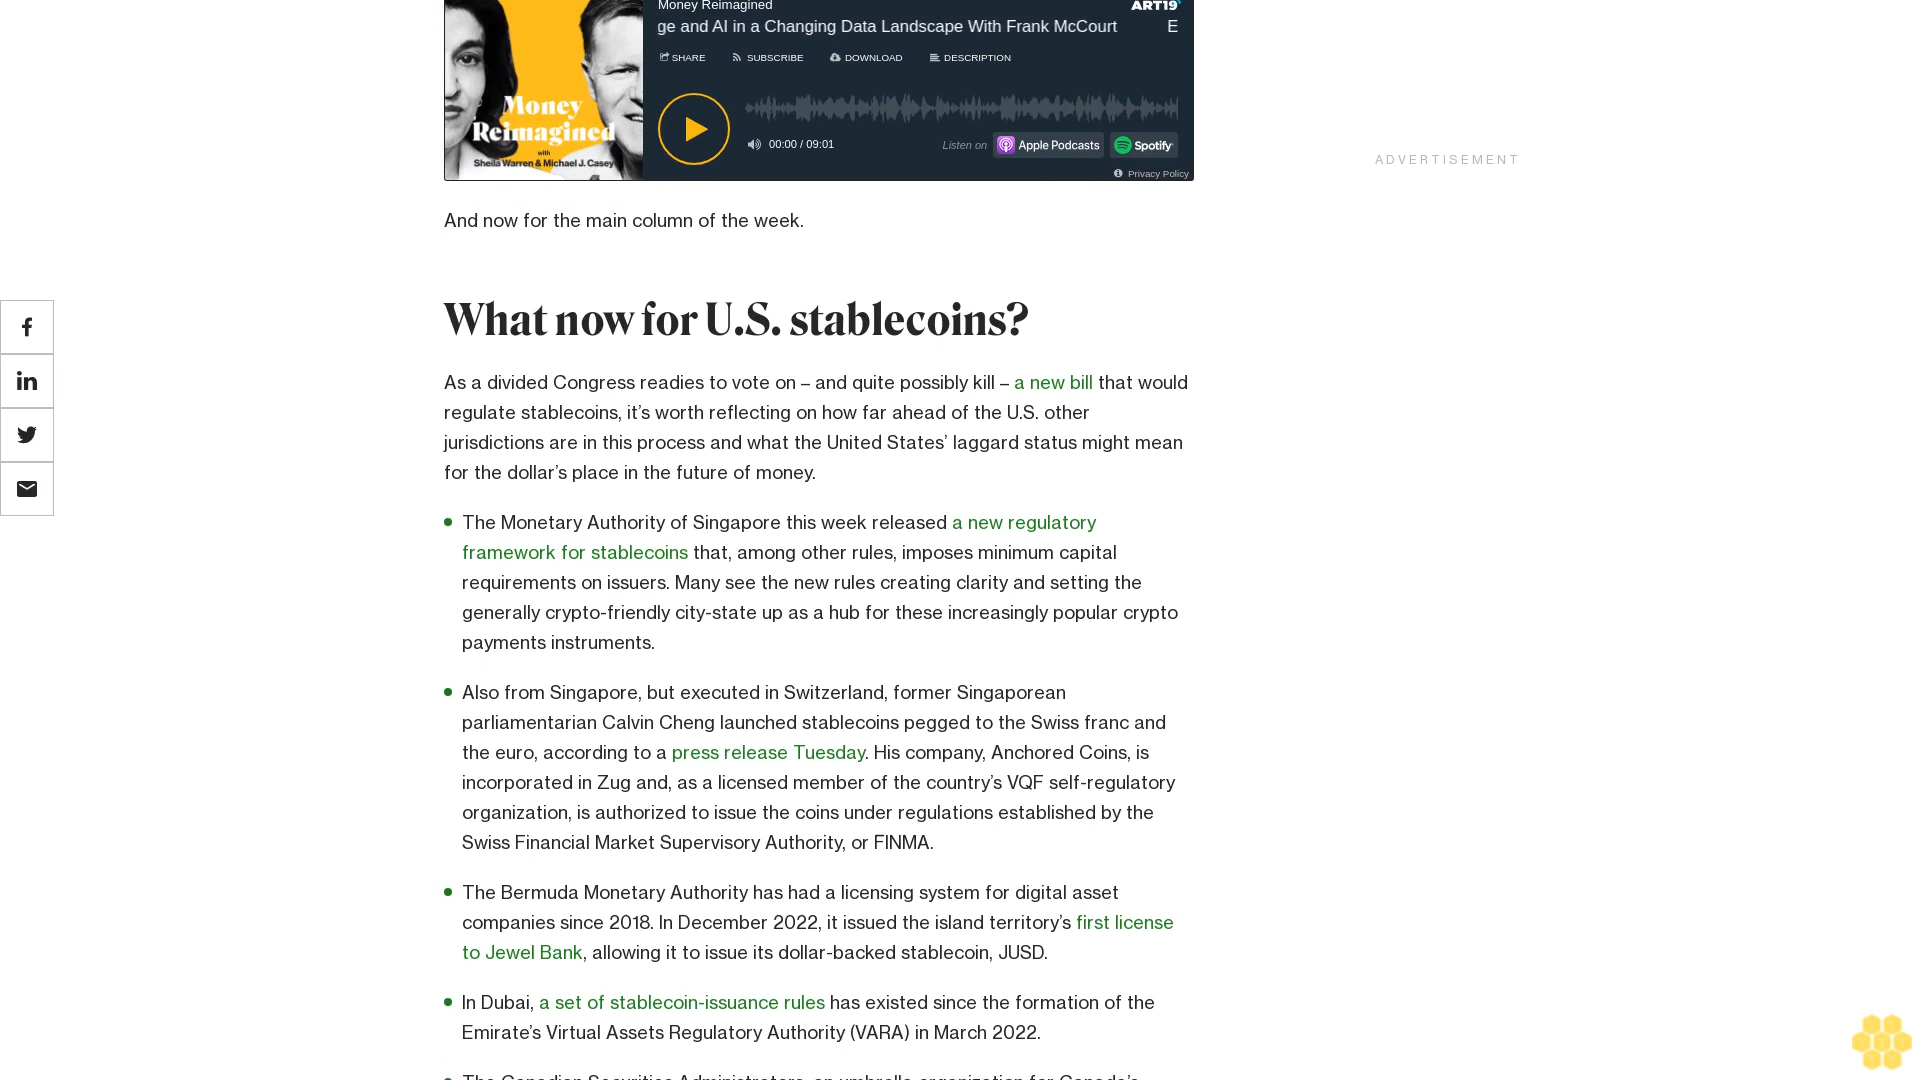 Money Reimagined
ART19
ge and AI in a Changing Data Landscape With Frank McCourt E
SHARE SUBSCRIBE DOWNLOAD DESCRIPTION
Money
Reimagined
with
Sheila Warren & Michael J. Casey
00:00 / 09:01
Listen on Apple Podcasts Spotify
Privacy Policy
ADVERTISEMENT
And now for the main column of the week.
What now for U.S. stablecoins?
As a divided Congress readies to vote on – and quite possibly kill – a new bill that would
regulate stablecoins, it’s worth reflecting on how far ahead of the U.S. other
jurisdictions are in this process and what the United States’ laggard status might mean
for the dollar’s place in the future of money.
The Monetary Authority of Singapore this week released a new regulatory
framework for stablecoins that, among other rules, imposes minimum capital
requirements on issuers. Many see the new rules creating clarity and setting the
generally crypto-friendly city-state up as a hub for these increasingly popular crypto
payments instruments.
Also from Singapore, but executed in Switzerland, former Singaporean
parliamentarian Calvin Cheng launched stablecoins pegged to the Swiss franc and
the euro, according to a press release Tuesday. His company, Anchored Coins, is
incorporated in Zug and, as a licensed member of the country’s VQF self-regulatory
organization, is authorized to issue the coins under regulations established by the
Swiss Financial Market Supervisory Authority, or FINMA.
The Bermuda Monetary Authority has had a licensing system for digital asset
companies since 2018. In December 2022, it issued the island territory’s first license
to Jewel Bank, allowing it to issue its dollar-backed stablecoin, JUSD.
In Dubai, a set of stablecoin-issuance rules has existed since the formation of the
Emirate’s Virtual Assets Regulatory Authority (VARA) in March 2022.
The Canadian Securities Administrators, an umbrella organization for Canada’s